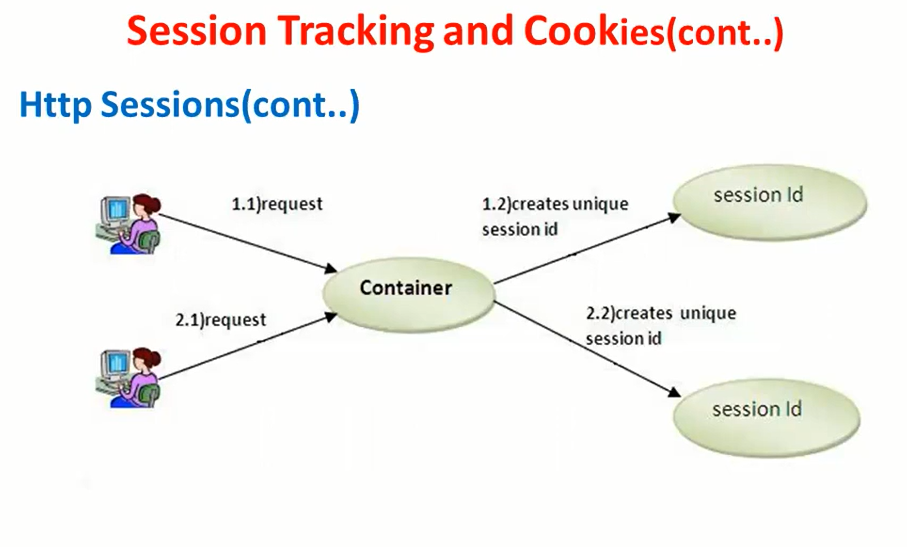 Session Tracking and Cookies(cont..)
Http Sessions(cont..)
1.1)request
1.2)creates unique
session id
session Id
Container
2.1)request
2.2)creates unique
session id
session Id